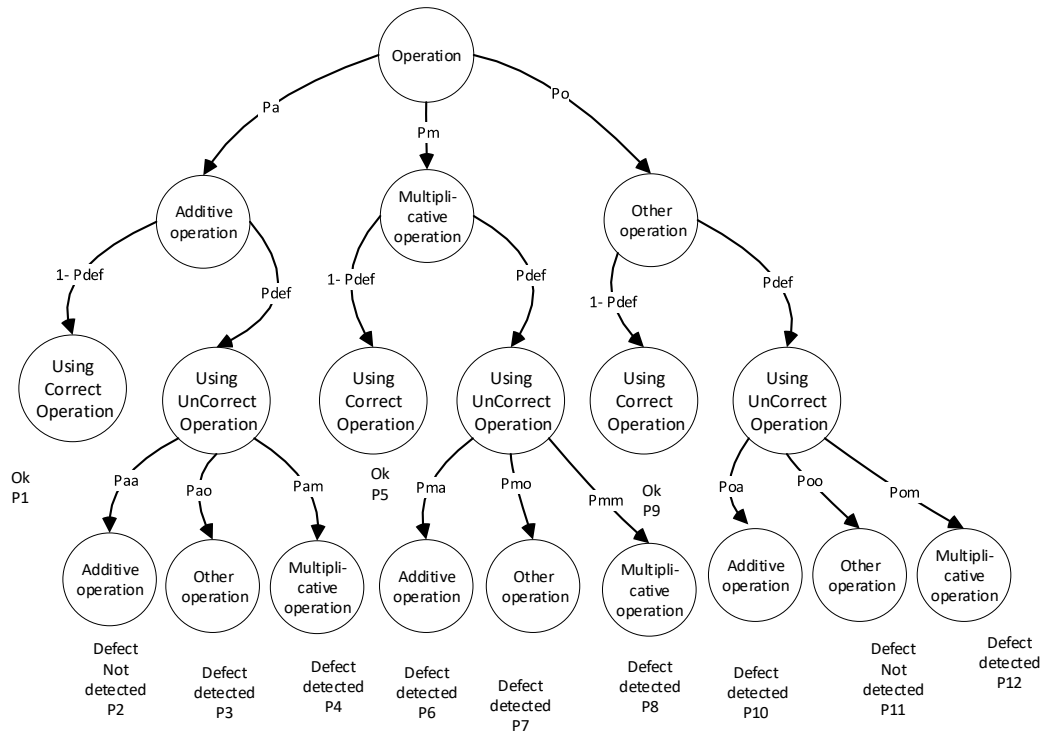 Operation
Pa
Pm
Po
Additive
operation
Multipli-
cative
operation
Other
operation
1- Pdef
Pdef
1- Pdef
Pdef
1- Pdef
Pdef
Using
Correct
Operation
Using
UnCorrect
Operation
Using
Correct
Operation
Using
UnCorrect
Operation
Using
Correct
Operation
Using
UnCorrect
Operation
Ok
P1
Paa
Pao
Pam
Ok
P5
Pma
Pmo
Pmm
Ok
P9
Poa
Poo
Pom
Additive
operation
Other
operation
Multipli-
cative
operation
Additive
operation
Other
operation
Multipli-
cative
operation
Additive
operation
Other
operation
Multipli-
cative
operation
Defect
Not
detected
P2
Defect
detected
P3
Defect
detected
P4
Defect
detected
P6
Defect
detected
P7
Defect
detected
P8
Defect
detected
P10
Defect
Not
detected
P11
Defect
detected
P12